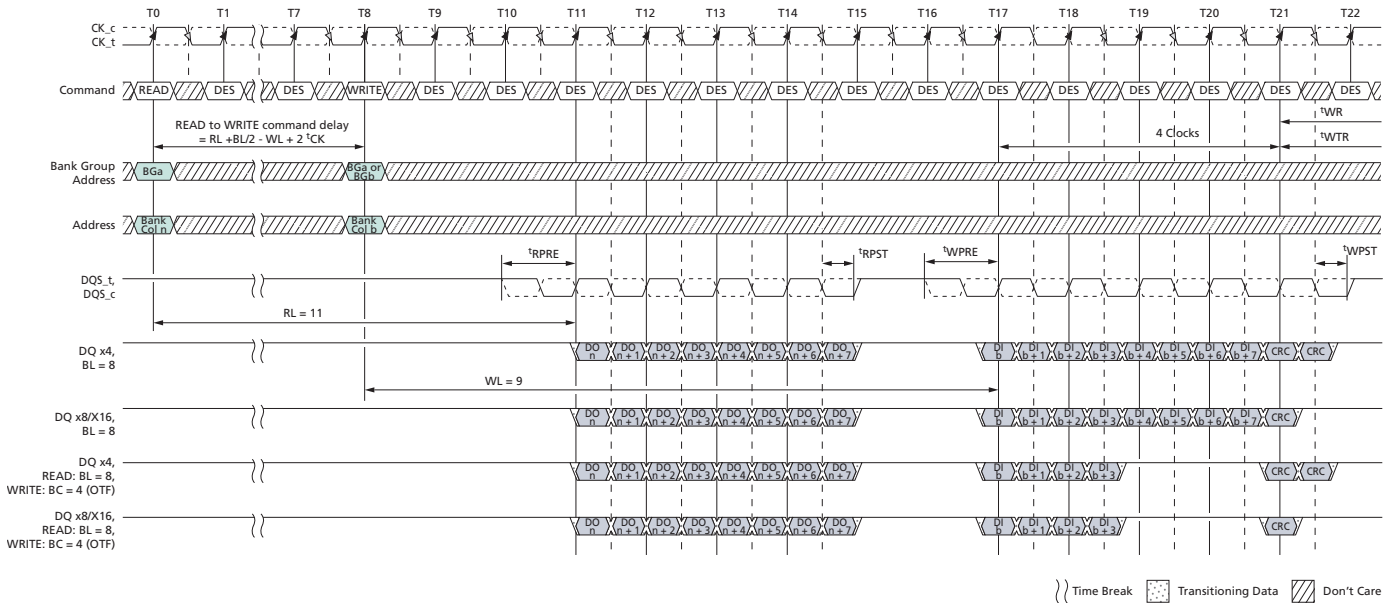 T0 T1 T7 T8 T9 T10 T11 T12 T13 T14 T15 T16 T17 T18 T19 T20 T21 T22
CK_c
CK_t
Command READ DES DES WRITE DES DES DES DES DES DES DES DES DES DES DES DES DES DES
READ to WRITE command delay
= RL +BL/2 - WL + 2 tCK
4 Clocks
tWR
tWTR
Bank Group
Address
BGa
BGa or
BGb
Address
Bank
Col n
Bank
Col b
tRPRE tRPST tWPRE tWPST
DQS_t,
DQS_c
RL = 11
DQ x4,
BL = 8
DO n DO n + 1 DO n + 2 DO n + 3 DO n + 4 DO n + 5 DO n + 6 DO n + 7 DI b DI b + 1 DI b + 2 DI b + 3 DI b + 4 DI b + 5 DI b + 6 DI b + 7 CRC CRC
WL = 9
DQ x8/X16,
BL = 8
DO n DO n + 1 DO n + 2 DO n + 3 DO n + 4 DO n + 5 DO n + 6 DO n + 7 DI b DI b + 1 DI b + 2 DI b + 3 DI b + 4 DI b + 5 DI b + 6 DI b + 7 CRC
DQ x4,
READ: BL = 8,
WRITE: BC = 4 (OTF)
DO n DO n + 1 DO n + 2 DO n + 3 DO n + 4 DO n + 5 DO n + 6 DO n + 7 DI b DI b + 1 DI b + 2 DI b + 3 CRC CRC
DQ x8/X16,
READ: BL = 8,
WRITE: BC = 4 (OTF)
DO n DO n + 1 DO n + 2 DO n + 3 DO n + 4 DO n + 5 DO n + 6 DO n + 7 DI b DI b + 1 DI b + 2 DI b + 3 CRC
Time Break Transitioning Data Don't Care